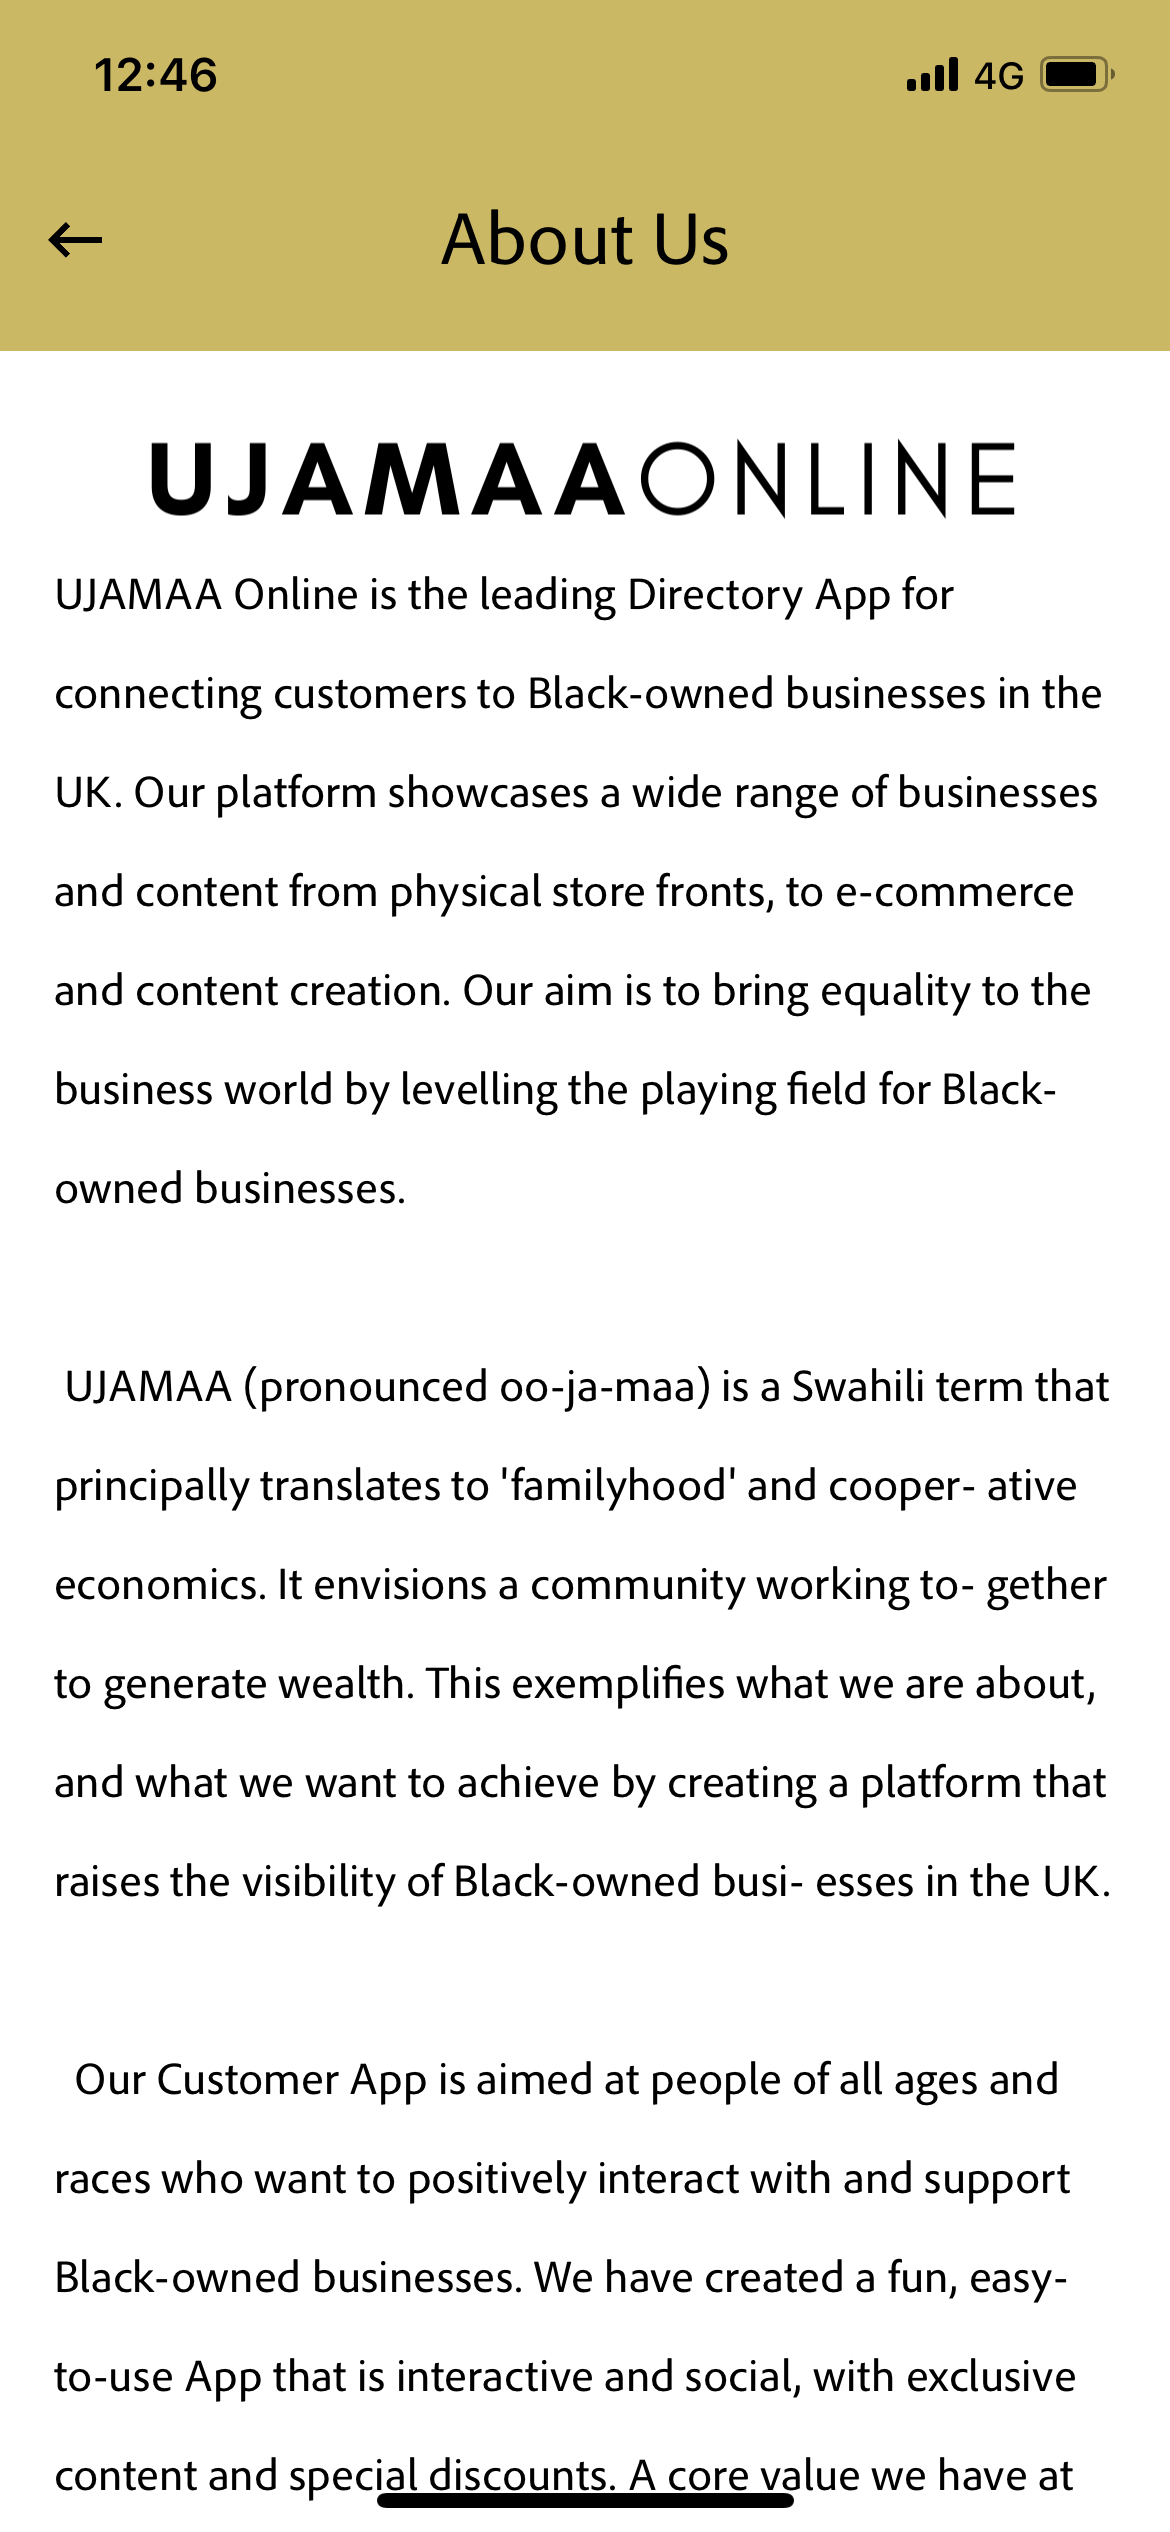 12:46
4G
About Us
UJAMAAONLINE
UJAMAA Online is the leading Directory App for
connecting customers to Black-owned businesses in the
UK. Our platform showcases a wide range of businesses
and content from physical store fronts, to e-commerce
and content creation. Our aim is to bring equality to the
business world by levelling the playing field for Black-
owned businesses.
UJAMAA (pronounced oo-ja-maa) is a Swahili term that
principally translates to 'familyhood' and cooper- ative
economics. It envisions a community working to- gether
to generate wealth. This exemplifies what we are about,
and what we want to achieve by creating a platform that
raises the visibility of Black-owned busi- esses in the UK.
Our Customer App is aimed at people of all ages and
races who want to positively interact with and support
Black-owned businesses. We have created a fun, easy-
to-use App that is interactive and social, with exclusive
content and special discounts. A core value we have at